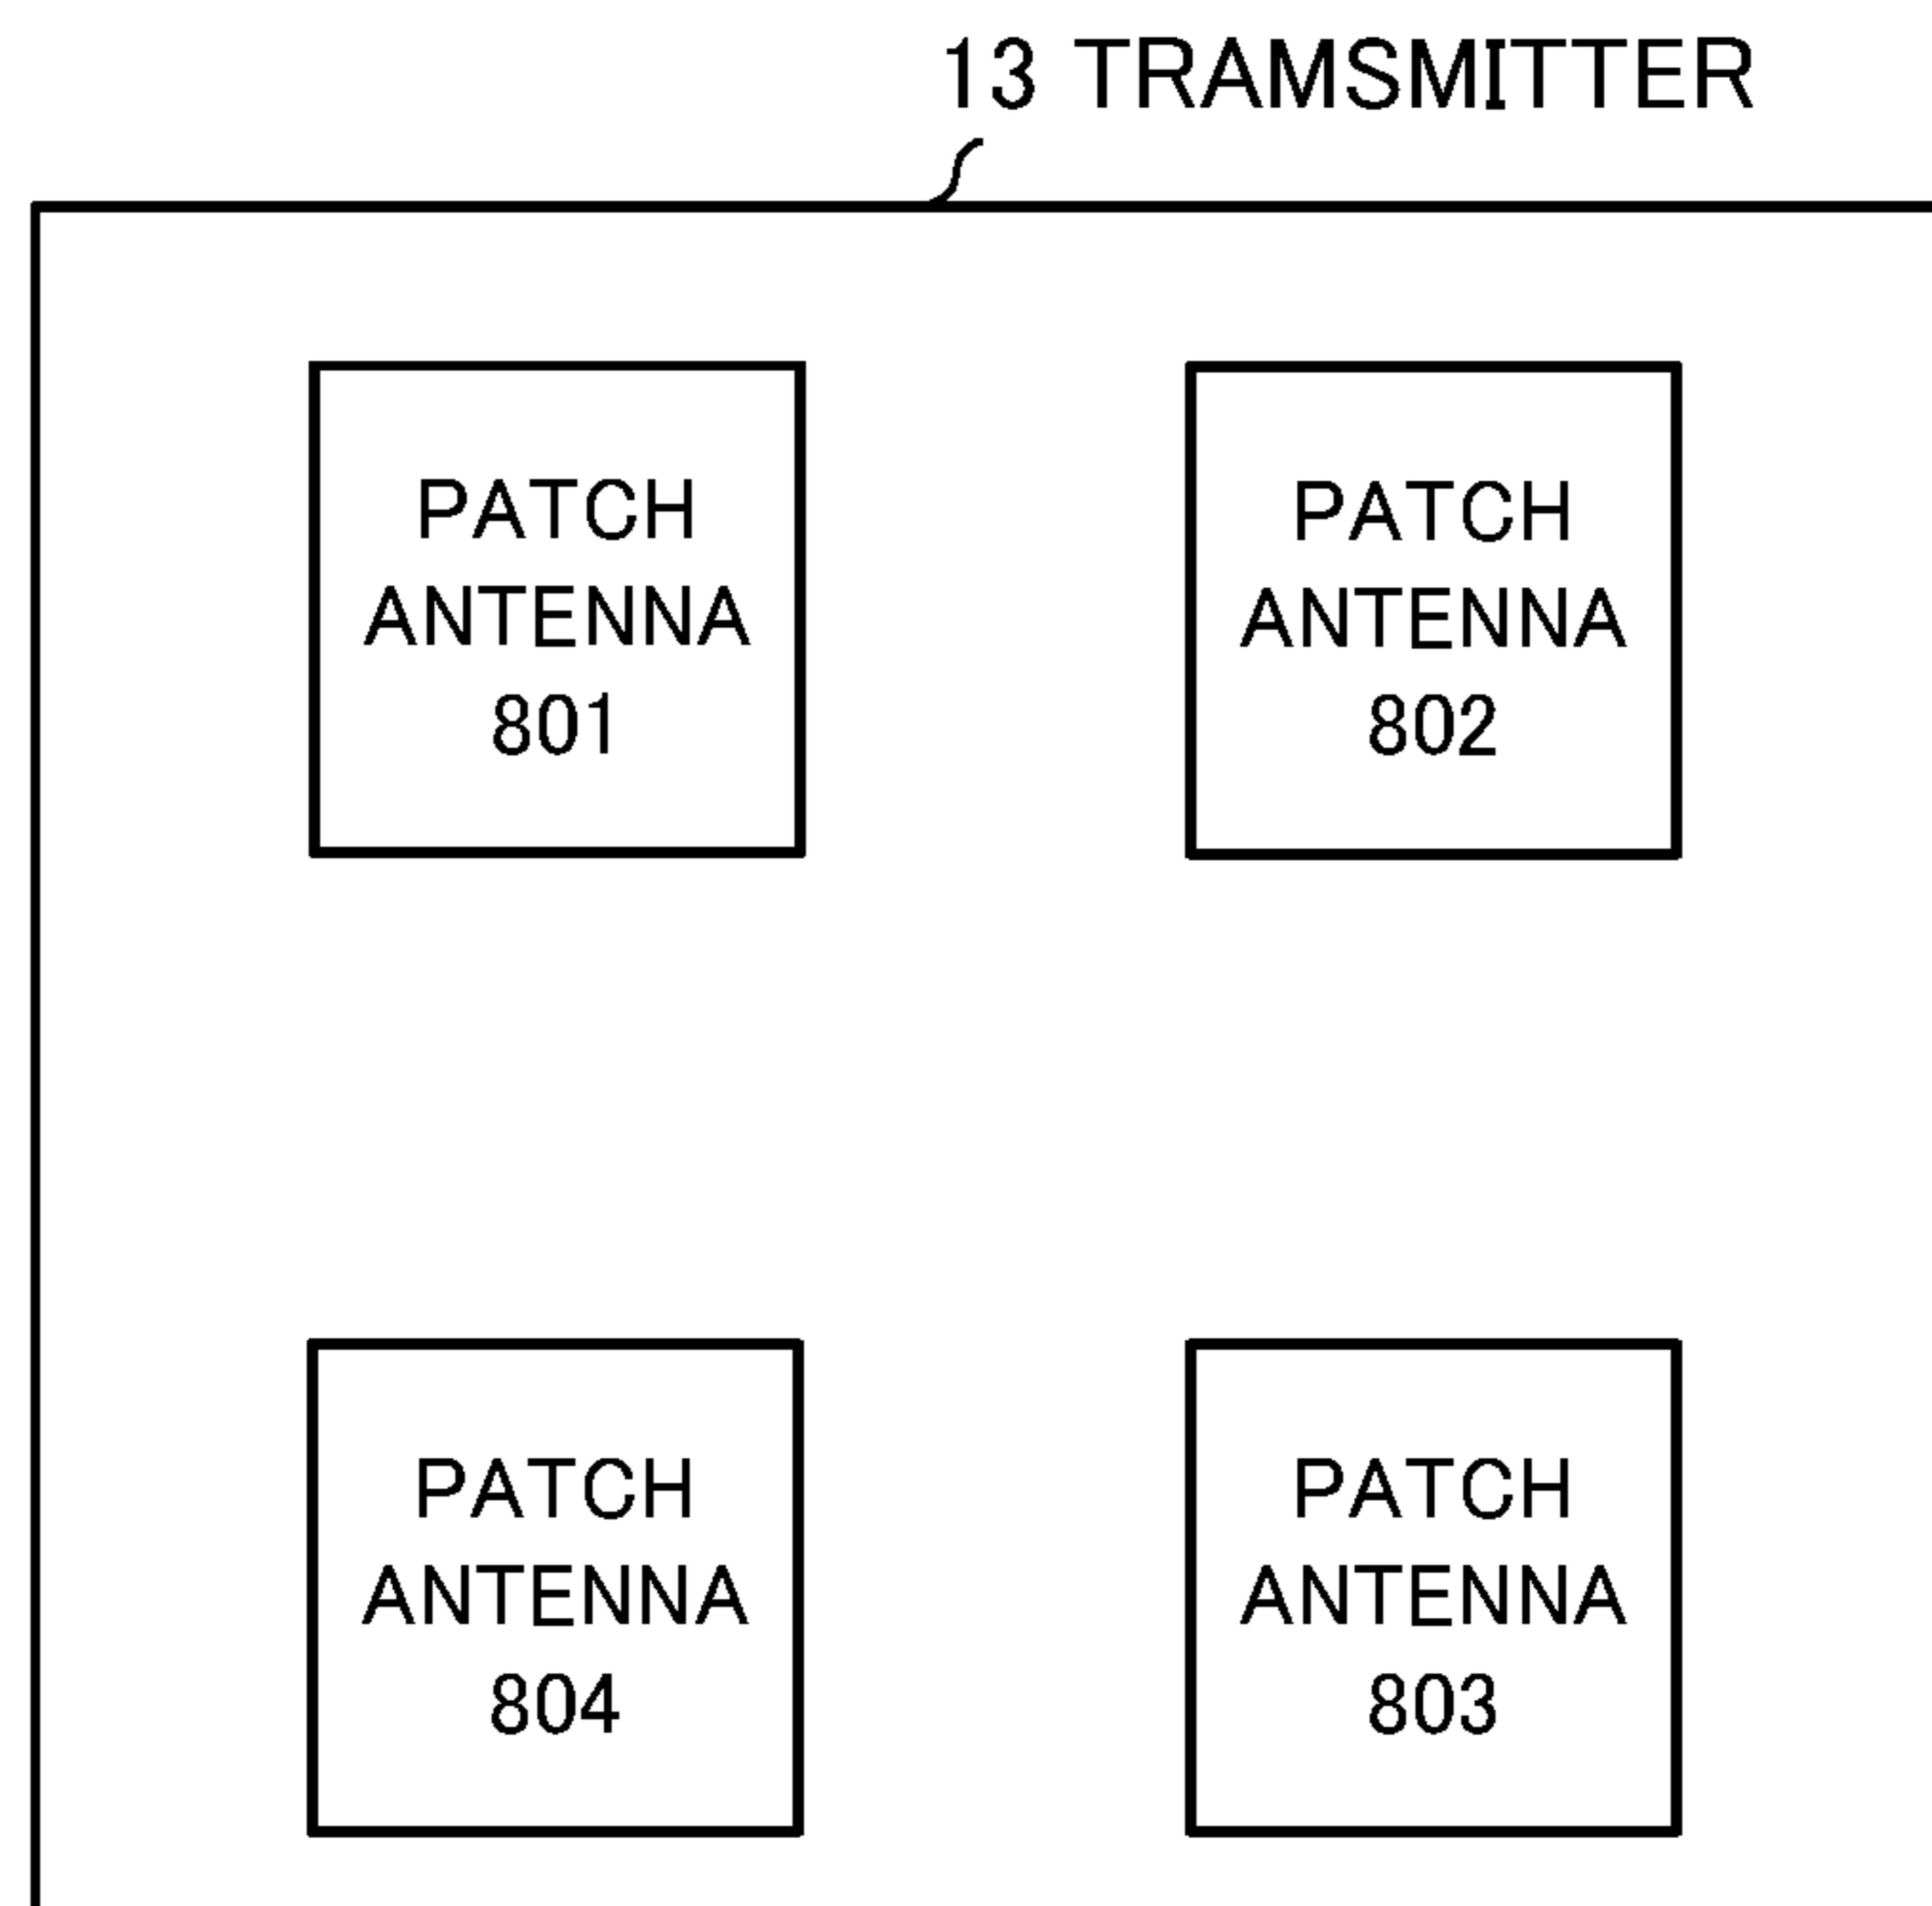 13 TRAMSMITTER
PATCH
ANTENNA
801
PATCH
ANTENNA
802
PATCH
ANTENNA
804
PATCH
ANTENNA
803